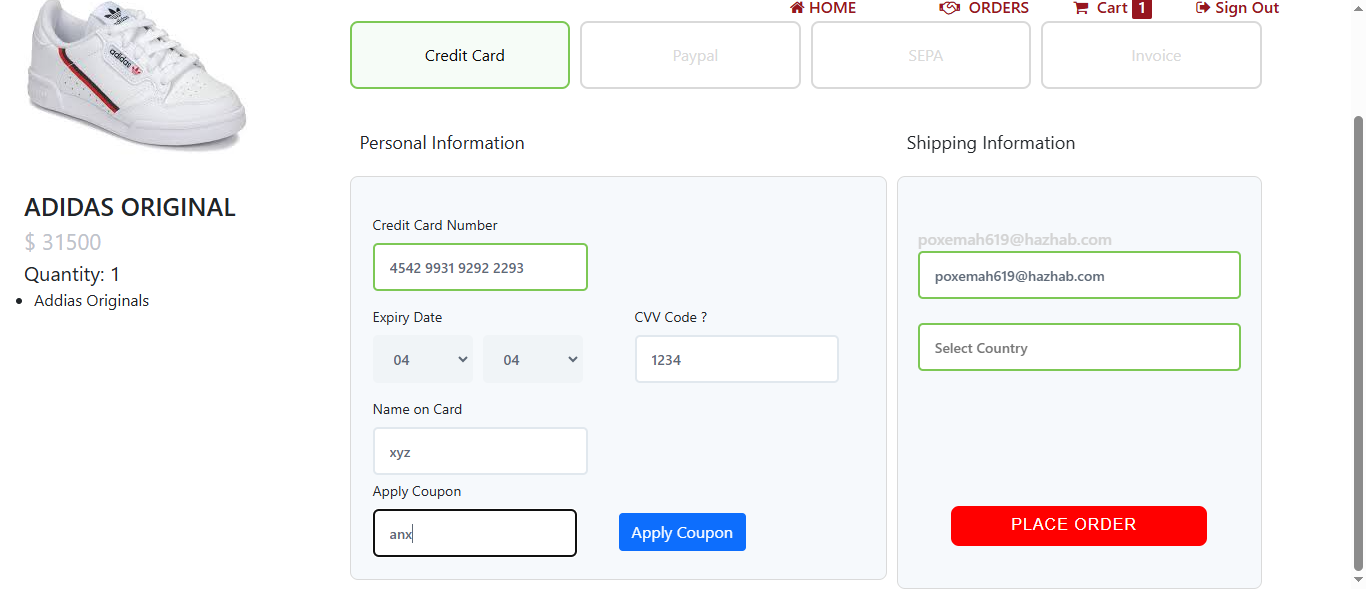 HOME ORDERS Cart 1 Sign Out
Credit Card Paypal SEPA Invoice
adidas
adidas
ADIDAS ORIGINAL
$ 31500
Quantity: 1
Addias Originals
Personal Information
Credit Card Number
4542 9931 9292 2293
Expiry Date
04 04
CVV Code ?
1234
Name on Card
xyz
Apply Coupon
anx
Apply Coupon
Shipping Information
poxemah619@hazhab.com
poxemah619@hazhab.com
Select Country
PLACE ORDER